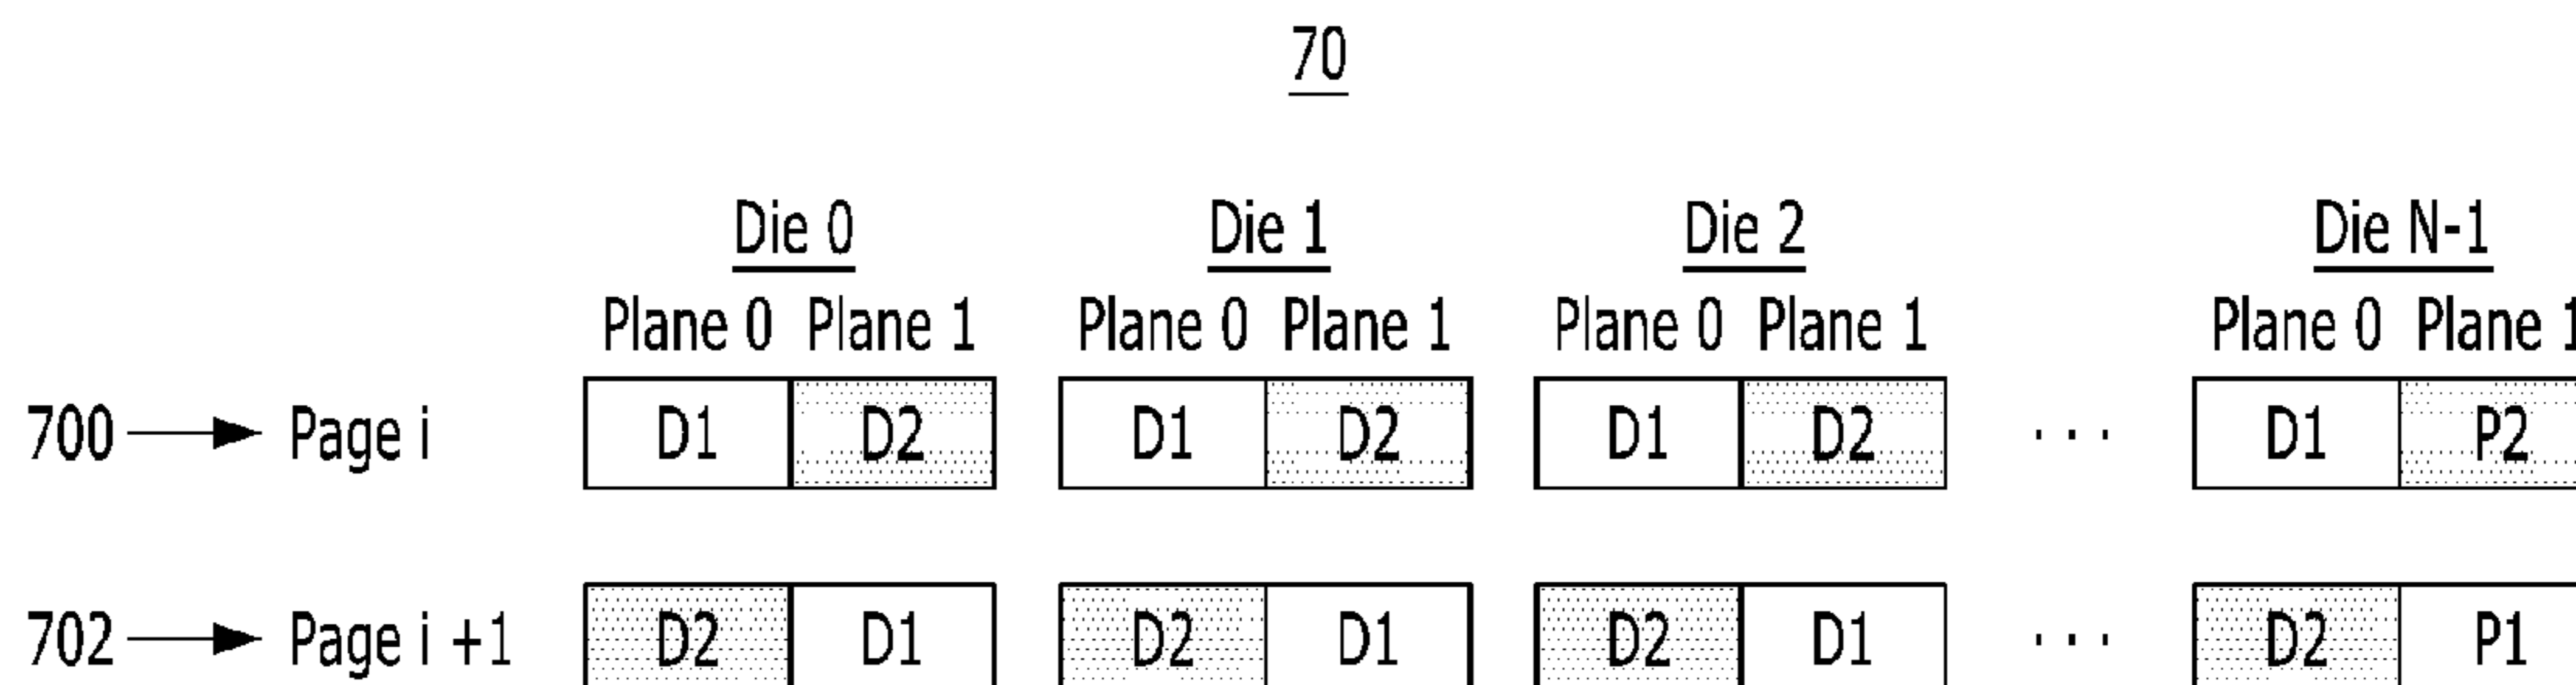 70
Die 0 Die 1 Die 2 Die N-1
Plane 0 Plane 1 Plane 0 Plane 1 Plane 0 Plane 1 Plane 0 Plane 1
700 Page i D1 D2 D1 D2 D1 D2 ... D1 P2
702 Page i +1 D2 D1 D2 D1 D2 D1 ... D2 P1